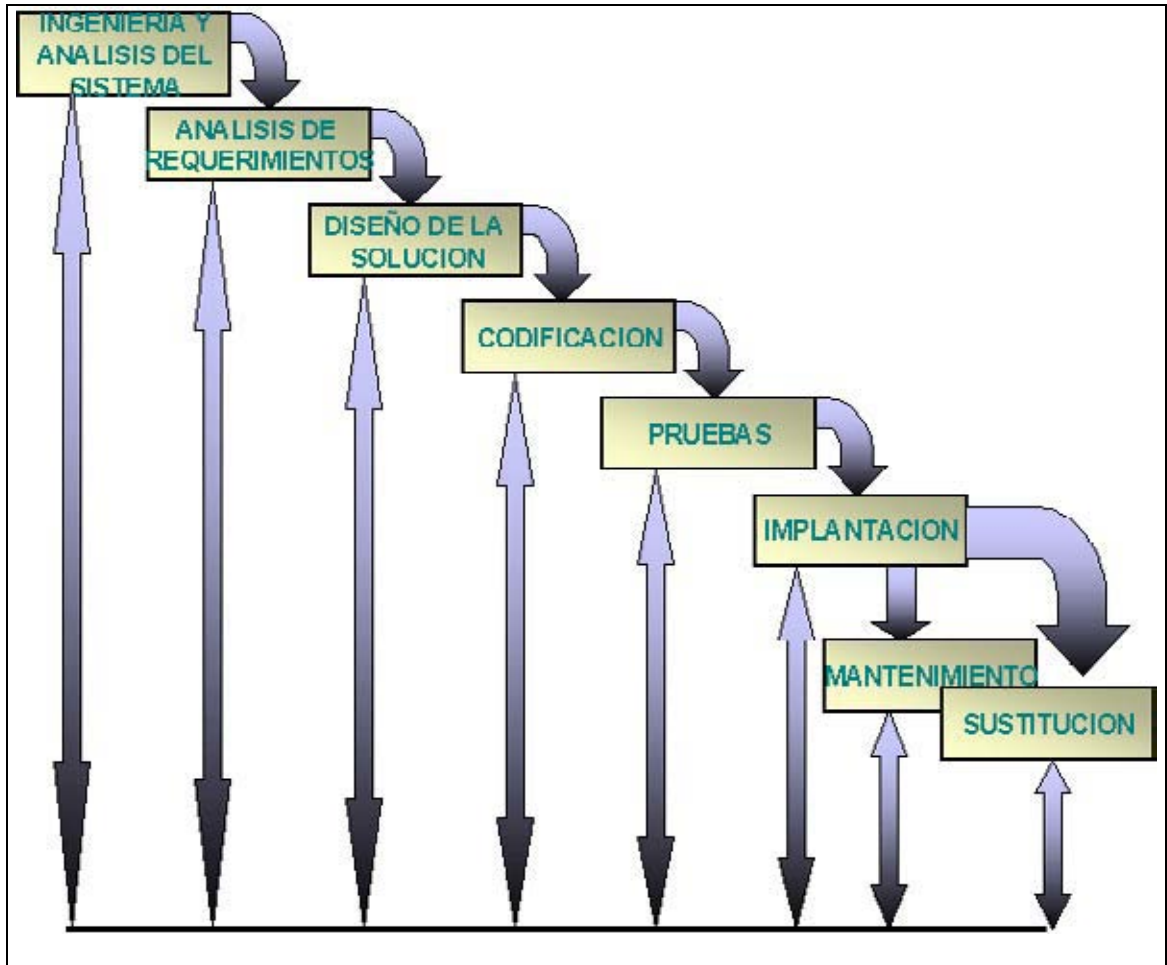 INGENIERIA Y
ANALISIS DEL
SISTEMA
ANALISIS DE
REQUERIMIENTOS
DISEÑO DE LA
SOLUCION
CODIFICACION
PRUEBAS
IMPLANTACION
MANTENIMIENTO
SUSTITUCION